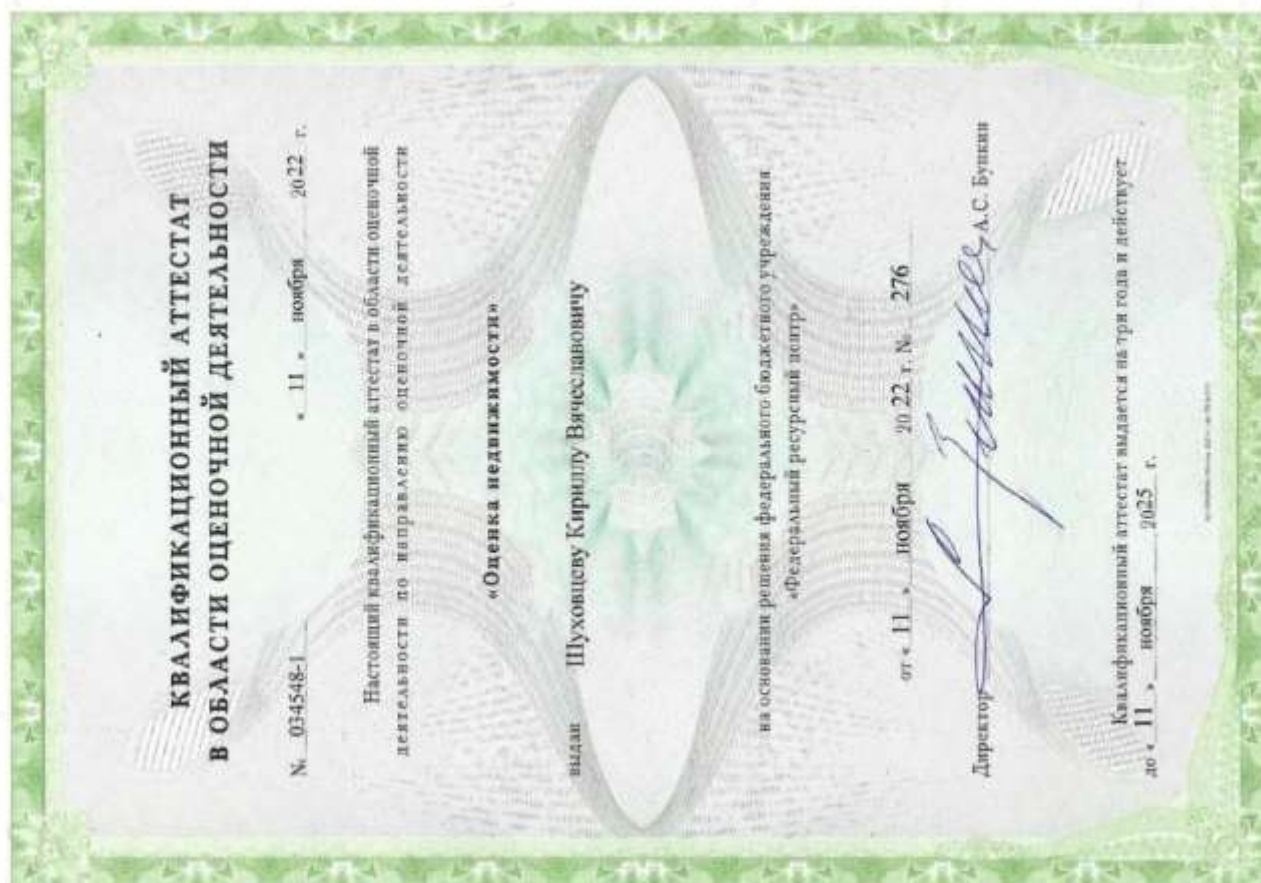 КВАЛИФИКАЦИОННЫЙ АТТЕСТАТ
В ОБЛАСТИ ОЦЕНОЧНОЙ ДЕЯТЕЛЬНОСТИ
№ 034548-1 « 11 » ноября 2022 г.
Настоящий квалификационный аттестат в области оценочной
деятельности по направлению оценочной деятельности
«Оценка недвижимости»
выдан Шуховцеву Кириллу Вячеславовичу
на основании решения федерального бюджетного учреждения
«Федеральный ресурсный центр»
от « 11 » ноября 20 22 г. № 276
Директор А.С. Бункин
Квалификационный аттестат выдается на три года и действует
до « 11 » ноября 2025 г.